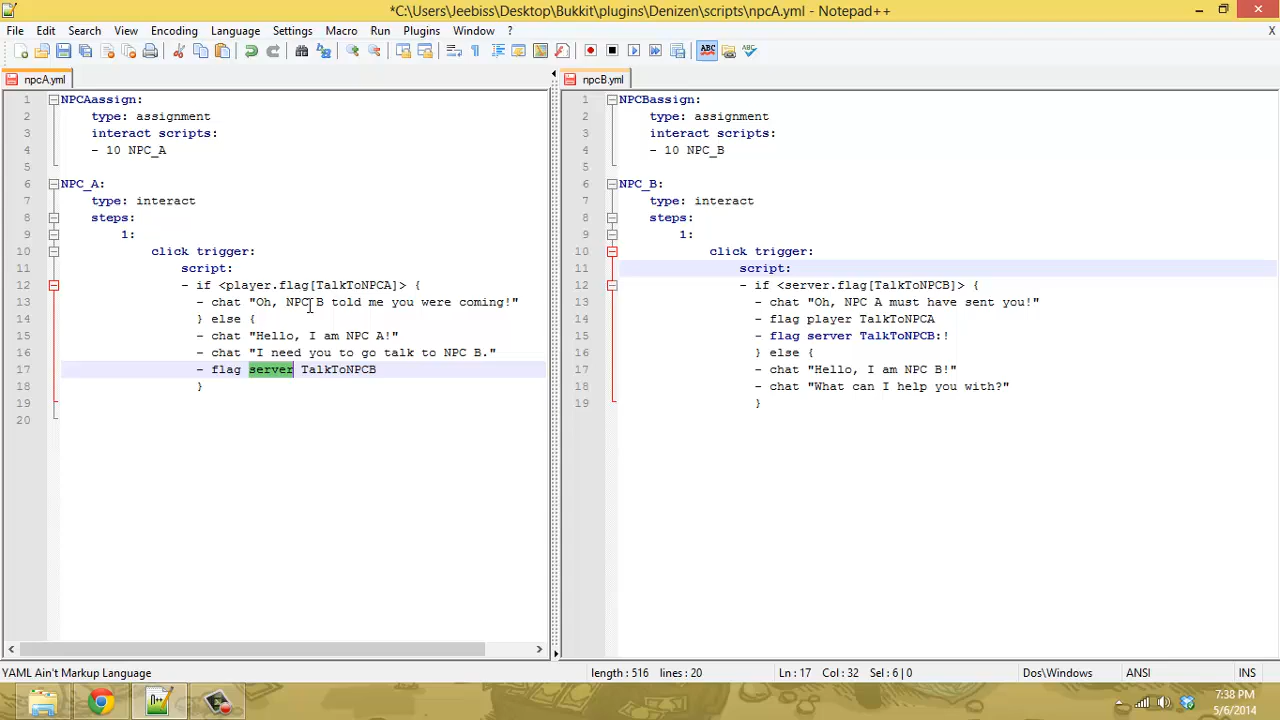 *C:\Users\Jeebiss\Desktop\Bukkit\plugins\Denizen\scripts\npcA.yml - Notepad++
File Edit Search View Encoding Language Settings Macro Run Plugins Window ? X
npcA.yml
1 NPCAassign:
2 type: assignment
3 interact scripts:
4 - 10 NPC_A
5
6 NPC_A:
7 type: interact
8 steps:
9 1:
10 click trigger:
11 script:
12 - if <player.flag[TalkToNPCA]> {
13 - chat "Oh, NPC B told me you were coming!"
14 } else {
15 - chat "Hello, I am NPC A!"
16 - chat "I need you to go talk to NPC B."
17 - flag server TalkToNPCB
18 }
19
20
npcB.yml
1 NPCBassign:
2 type: assignment
3 interact scripts:
4 - 10 NPC_B
5
6 NPC_B:
7 type: interact
8 steps:
9 1:
10 click trigger:
11 script:
12 - if <server.flag[TalkToNPCB]> {
13 - chat "Oh, NPC A must have sent you!"
14 - flag player TalkToNPCA
15 - flag server TalkToNPCB:!
16 } else {
17 - chat "Hello, I am NPC B!"
18 - chat "What can I help you with?"
19 }
YAML Ain't Markup Language length : 516 lines : 20 Ln : 17 Col : 32 Sel : 6 | 0 Dos\Windows ANSI INS
7:38 PM
5/6/2014